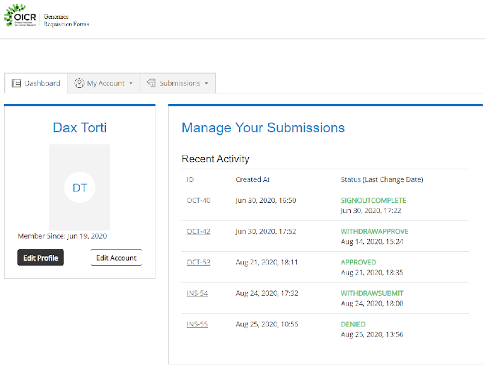 OICR
Genomics
Requisition Forms
Dashboard
My Account
Submissions
Dax Torti
DT
Member Since: Jun 19, 2020
Edit Profile
Edit Account
Manage Your Submissions
Recent Activity
ID
Created At
Status (Last Change Date)
OCT-40
Jun 30, 2020, 16:50
SIGNOUTCOMPLETE
Jun 30, 2020, 17:22
OCT-42
Jun 30, 2020, 17:52
WITHDRAWAPPROVE
Aug 14, 2020, 15:24
OCT-53
Aug 21, 2020, 18:11
APPROVED
Aug 21, 2020, 18:35
INS-54
Aug 24, 2020, 17:32
WITHDRAWSUBMIT
Aug 24, 2020, 18:00
INS-55
Aug 25, 2020, 10:56
DENIED
Aug 25, 2020, 13:56